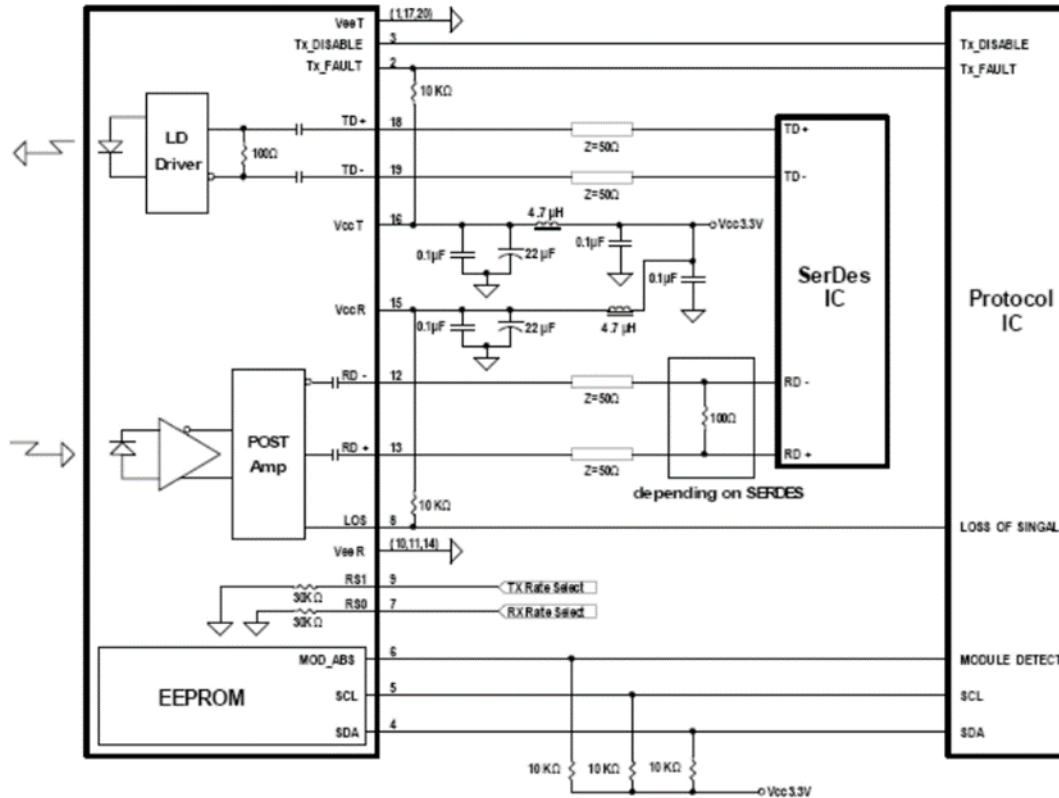 VeeT (1,17,20)
Tx_DISABLE 3 Tx_DISABLE
Tx_FAULT 2 Tx_FAULT
10 KΩ
LD Driver
100Ω
TD+ 18 Z=50Ω TD+
TD- 19 Z=50Ω TD-
VccT 16 4.7 µH Vcc3.3V
0.1µF 22 µF 0.1µF 0.1µF
SerDes IC
Protocol IC
VccR 15
0.1µF 22 µF 4.7 µH
RD - 12 Z=50Ω RD -
100Ω
POST Amp
RD + 13 Z=50Ω RD +
depending on SERDES
10 KΩ
LOS 8 LOSS OF SINGAL
VeeR (10,11,14)
RS1 9 TX Rate Select
30KΩ
RS0 7 RX Rate Select
30KΩ
MOD_ABS 6 MODULE DETECT
EEPROM
SCL 5 SCL
SDA 4 SDA
10 KΩ 10 KΩ 10 KΩ
Vcc3.3V